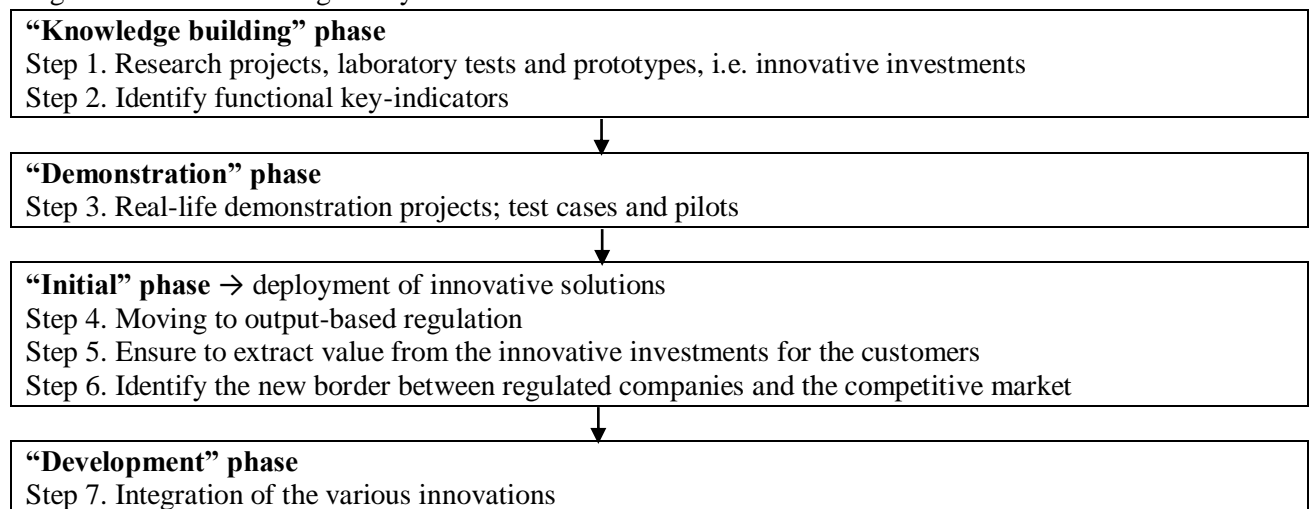 “Knowledge building” phase
Step 1. Research projects, laboratory tests and prototypes, i.e. innovative investments
Step 2. Identify functional key-indicators
“Demonstration” phase
Step 3. Real-life demonstration projects; test cases and pilots
“Initial” phase → deployment of innovative solutions
Step 4. Moving to output-based regulation
Step 5. Ensure to extract value from the innovative investments for the customers
Step 6. Identify the new border between regulated companies and the competitive market
“Development” phase
Step 7. Integration of the various innovations